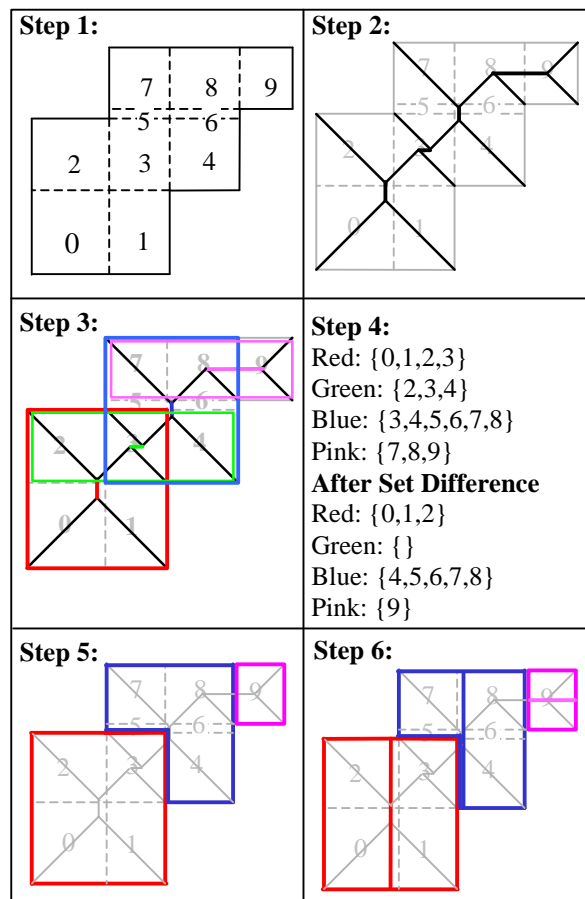 Step 1:
7 8 9
5 6
2 3 4
0 1
Step 2:
7 8 9
5 6
2 3 4
0 1
Step 3:
7 8 9
5 6
2 3 4
0 1
Step 4:
Red: {0,1,2,3}
Green: {2,3,4}
Blue: {3,4,5,6,7,8}
Pink: {7,8,9}
After Set Difference
Red: {0,1,2}
Green: {}
Blue: {4,5,6,7,8}
Pink: {9}
Step 5:
7 8 9
5 6
2 3 4
0 1
Step 6:
7 8 9
5 6
2 3 4
0 1